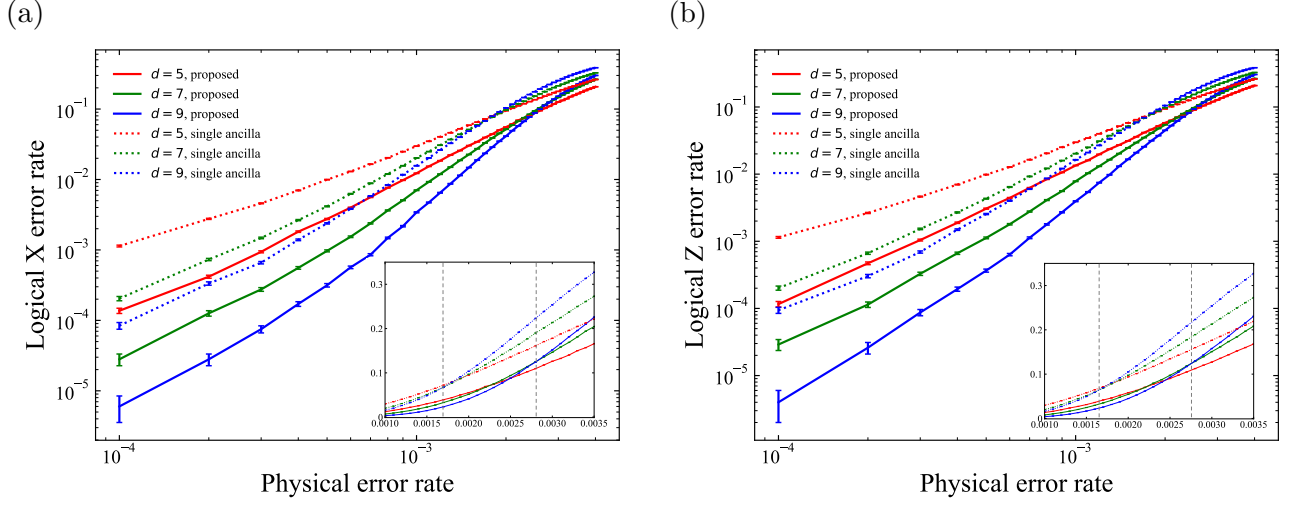 (a)
Logical X error rate
10⁻¹
10⁻²
10⁻³
10⁻⁴
10⁻⁵
d = 5, proposed
d = 7, proposed
d = 9, proposed
d = 5, single ancilla
d = 7, single ancilla
d = 9, single ancilla
0.3
0.2
0.1
0
0.0010 0.0015 0.0020 0.0025 0.0030 0.0035
10⁻⁴ 10⁻³
Physical error rate
(b)
Logical Z error rate
10⁻¹
10⁻²
10⁻³
10⁻⁴
10⁻⁵
d = 5, proposed
d = 7, proposed
d = 9, proposed
d = 5, single ancilla
d = 7, single ancilla
d = 9, single ancilla
0.3
0.2
0.1
0
0.0010 0.0015 0.0020 0.0025 0.0030 0.0035
10⁻⁴ 10⁻³
Physical error rate